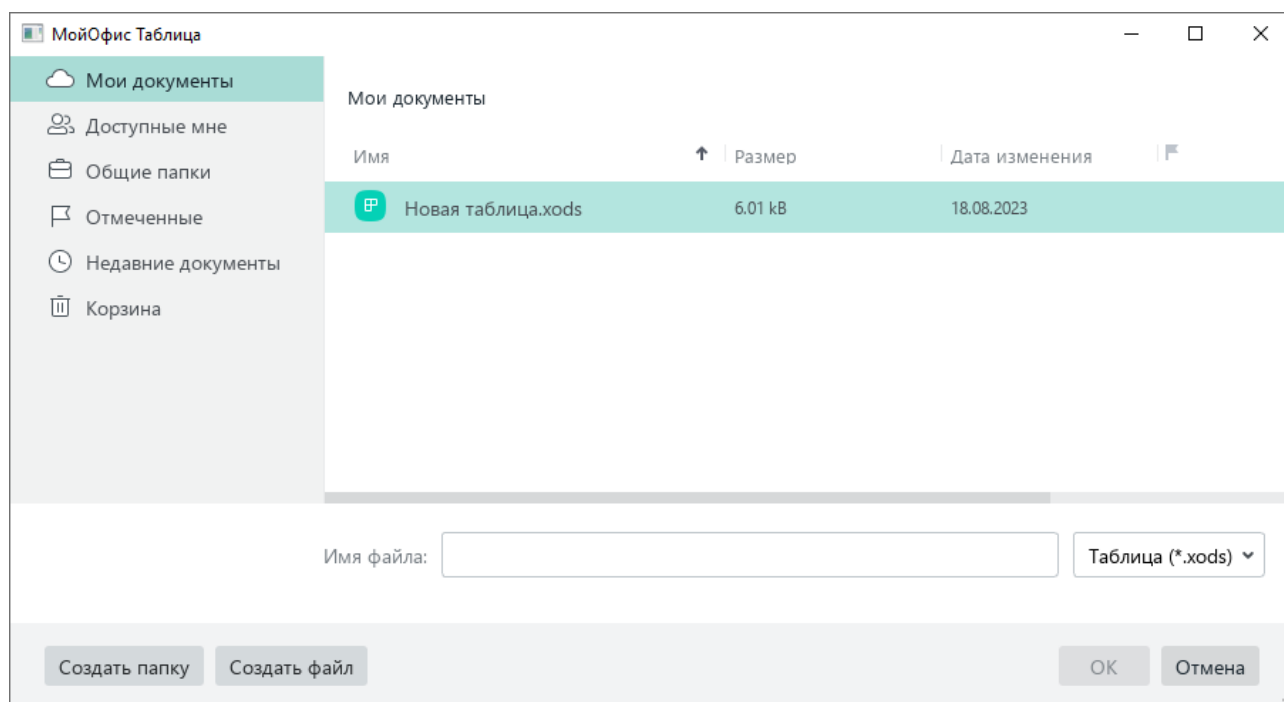 МойОфис Таблица
Мои документы
Доступные мне
Общие папки
Отмеченные
Недавние документы
Корзина
Мои документы
Имя Размер Дата изменения
Новая таблица.xods 6.01 kB 18.08.2023
Имя файла: Таблица (*.xods)
Создать папку Создать файл ОК Отмена